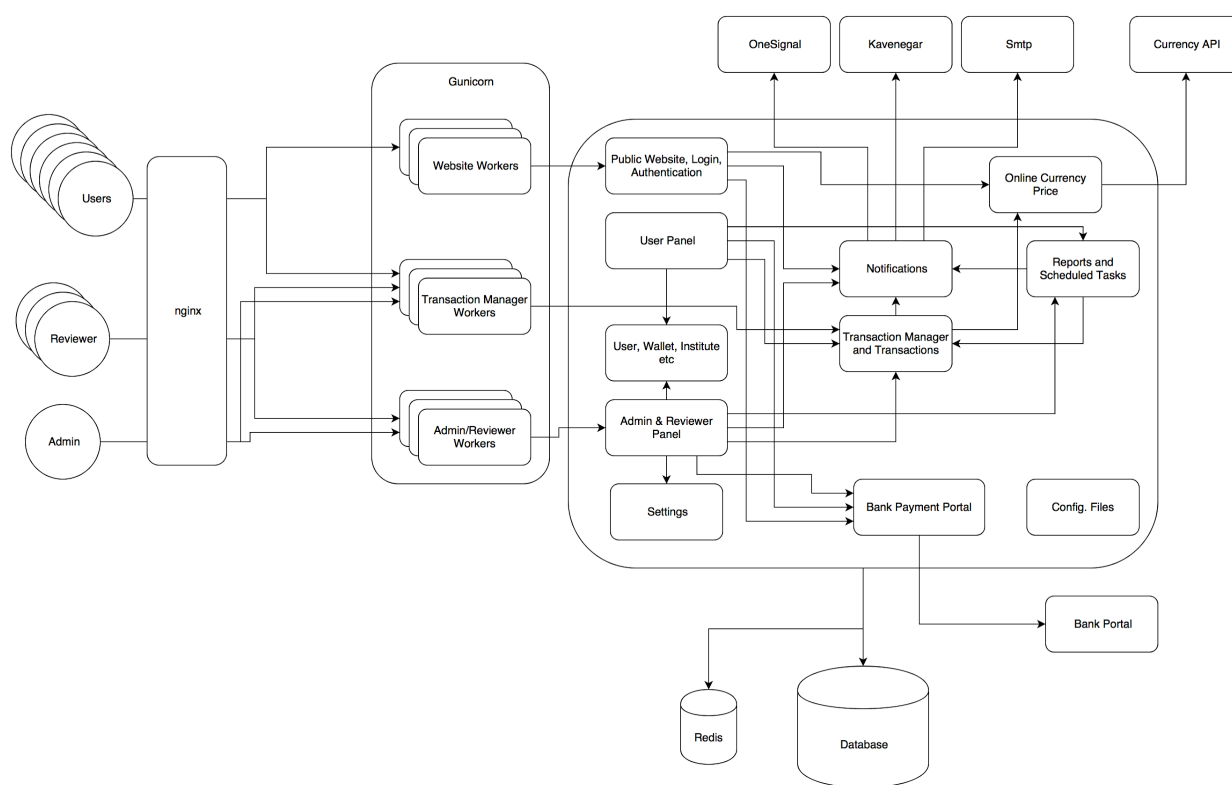 OneSignal
Kavenegar
Smtp
Currency API
Gunicorn
Website Workers
Public Website, Login,
Authentication
Online Currency
Price
Users
User Panel
Notifications
Reports and
Scheduled Tasks
nginx
Transaction Manager
Workers
Reviewer
User, Wallet, Institute
etc
Transaction Manager
and Transactions
Admin
Admin/Reviewer
Workers
Admin & Reviewer
Panel
Settings
Bank Payment Portal
Config. Files
Bank Portal
Redis
Database